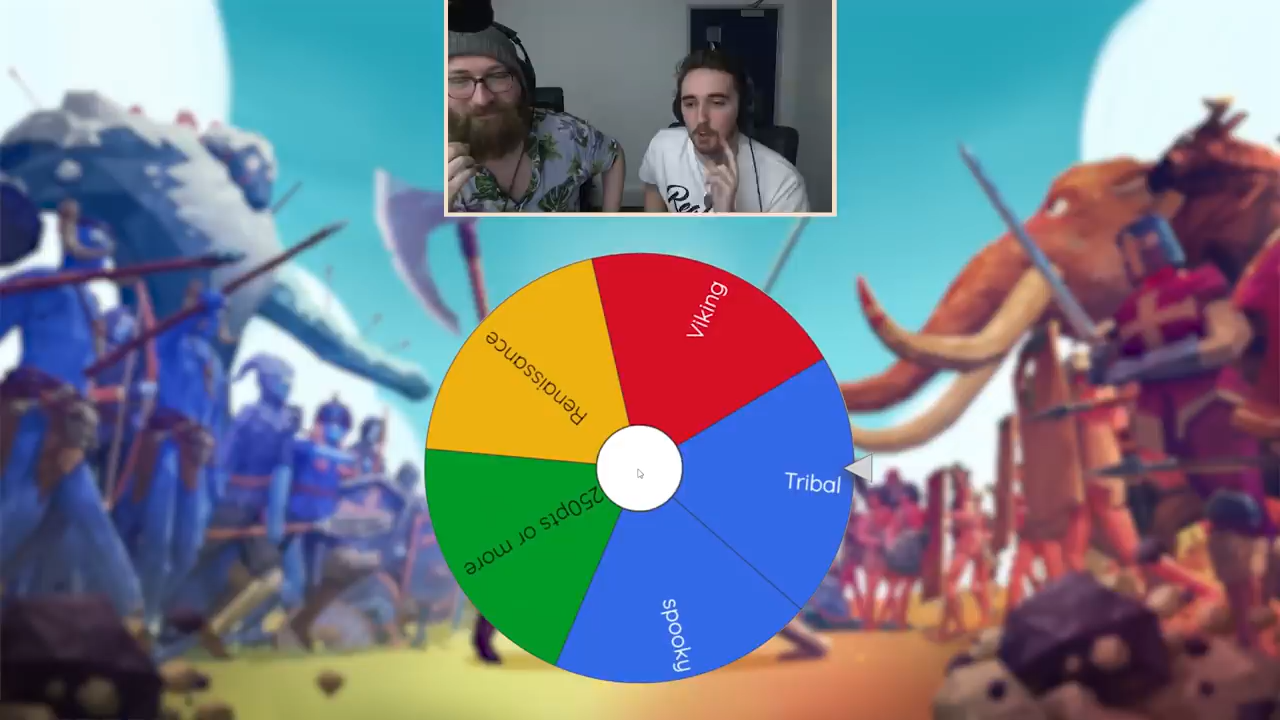 Viking
Renaissance
Tribal
250pts or more
spooky